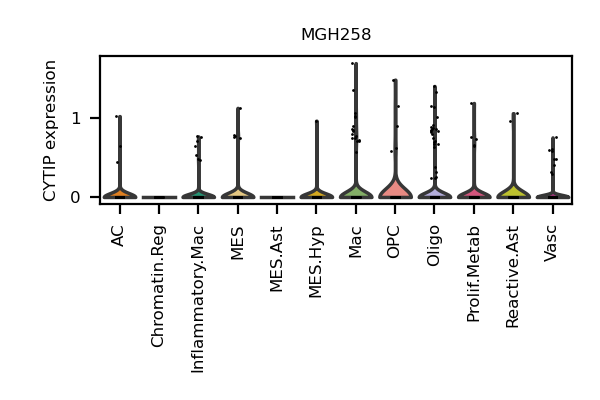 MGH258
CYTIP expression
1
0
AC
Chromatin.Reg
Inflammatory.Mac
MES
MES.Ast
MES.Hyp
Mac
OPC
Oligo
Prolif.Metab
Reactive.Ast
Vasc